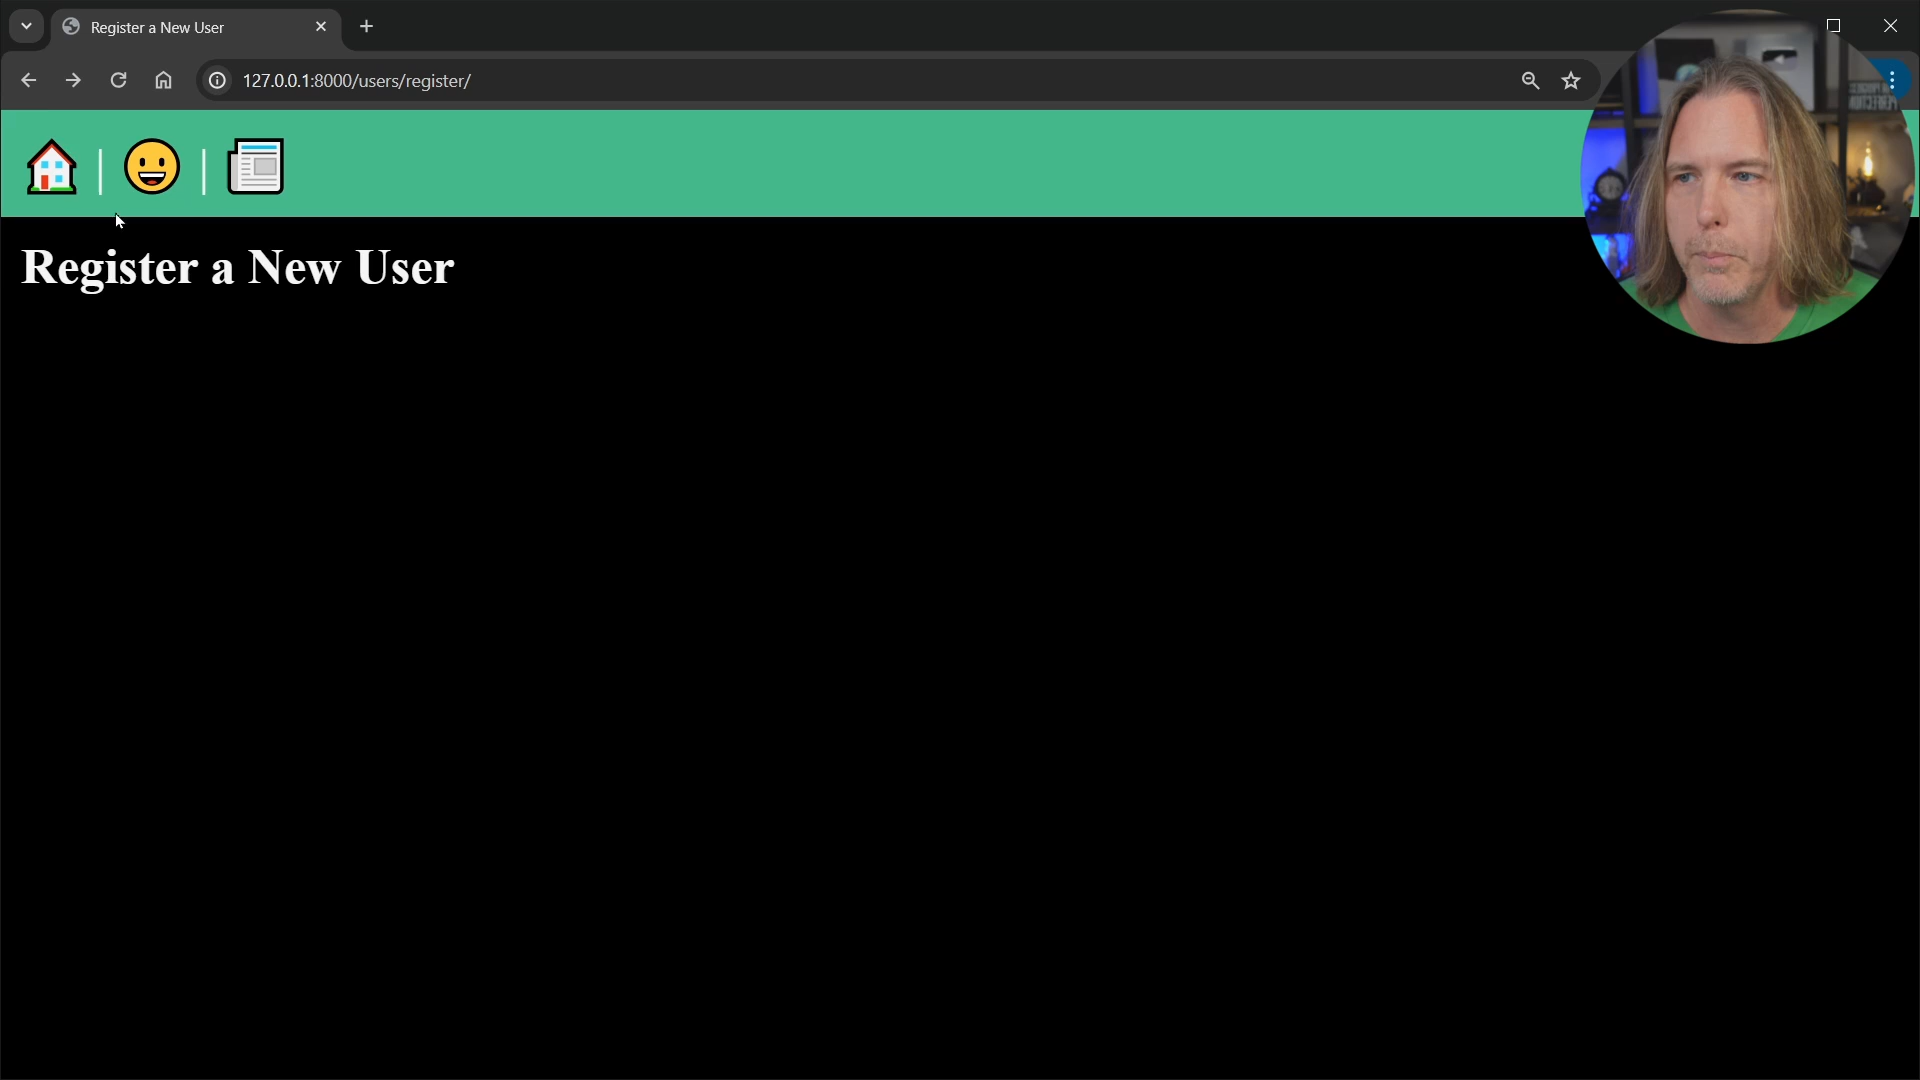 Register a New User
127.0.0.1:8000/users/register/
Register a New User